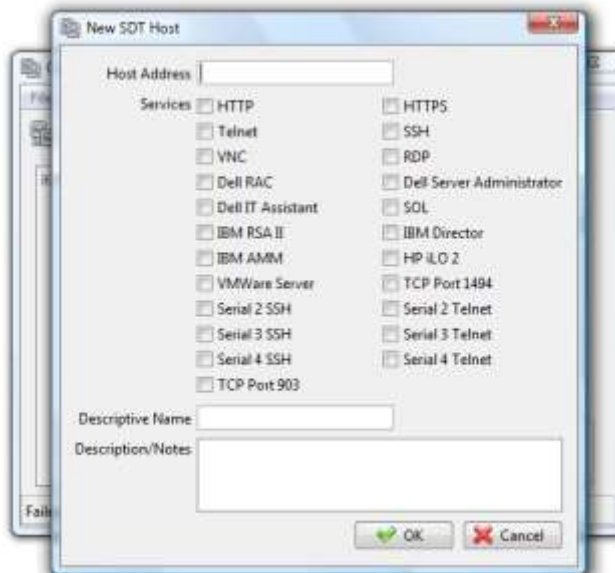 New SDT Host
Host Address
Services HTTP HTTPS
Telnet SSH
VNC RDP
Dell RAC Dell Server Administrator
Dell IT Assistant SOL
IBM RSA II IBM Director
IBM AMM HP iLO 2
VMWare Server TCP Port 1494
Serial 2 SSH Serial 2 Telnet
Serial 3 SSH Serial 3 Telnet
Serial 4 SSH Serial 4 Telnet
TCP Port 903
Descriptive Name
Description/Notes
OK Cancel